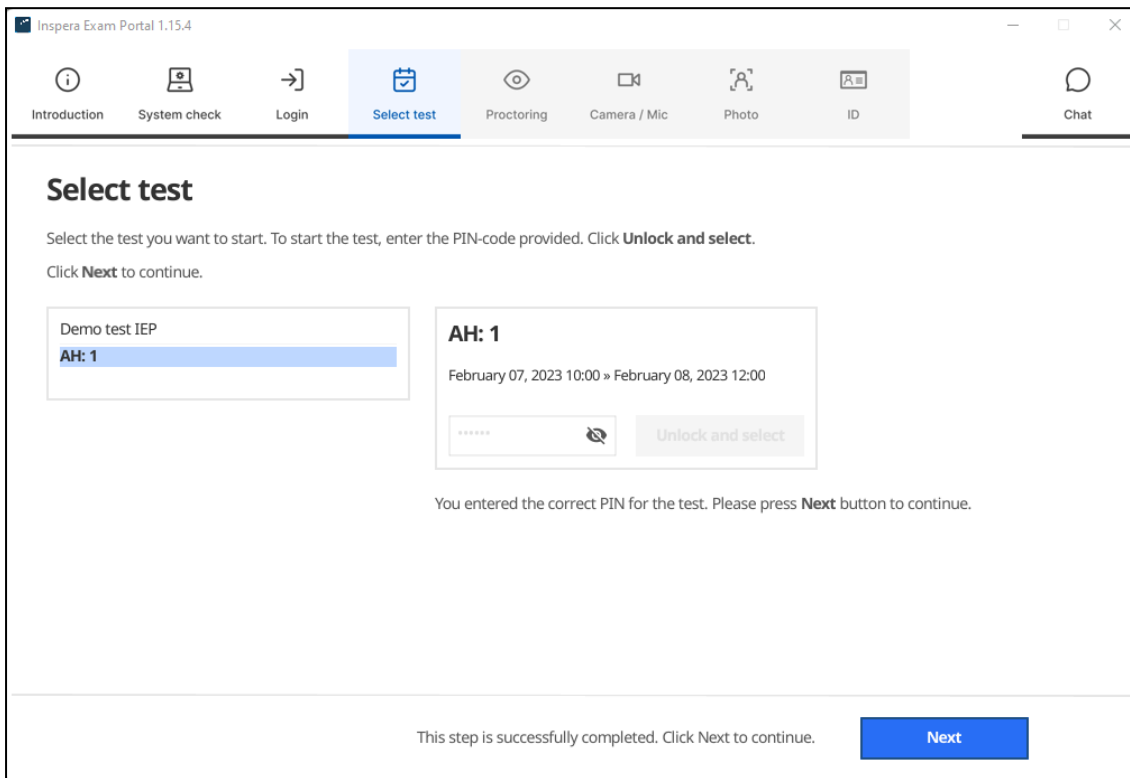 Inspera Exam Portal 1.15.4
Introduction
System check
Login
Select test
Proctoring
Camera / Mic
Photo
ID
Chat
Select test
Select the test you want to start. To start the test, enter the PIN-code provided. Click Unlock and select.
Click Next to continue.
Demo test IEP
AH: 1
AH: 1
February 07, 2023 10:00 » February 08, 2023 12:00
••••••
Unlock and select
You entered the correct PIN for the test. Please press Next button to continue.
This step is successfully completed. Click Next to continue.
Next